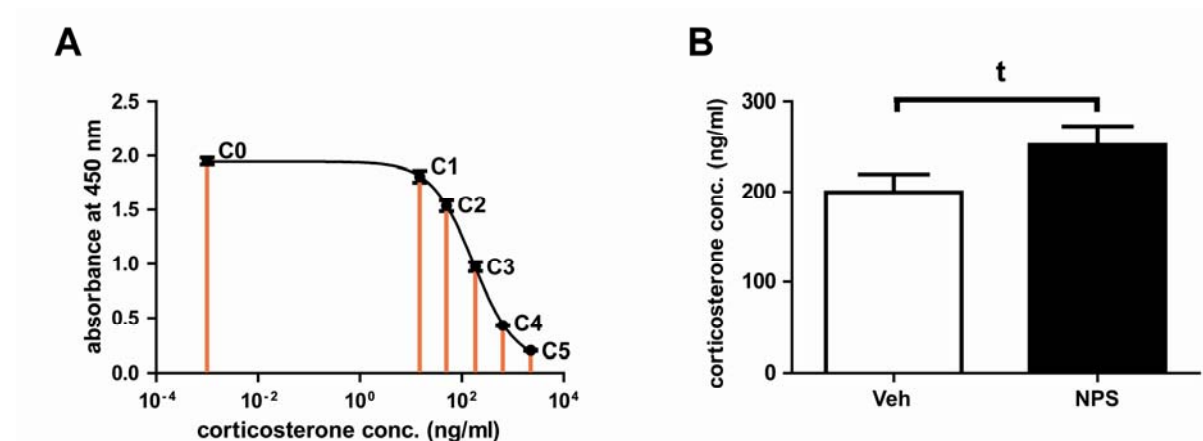 A
absorbance at 450 nm
2.5
2.0
1.5
1.0
0.5
0.0
C0
C1
C2
C3
C4
C5
10-4
10-2
100
102
104
corticosterone conc. (ng/ml)
B
t
corticosterone conc. (ng/ml)
300
200
100
0
Veh
NPS